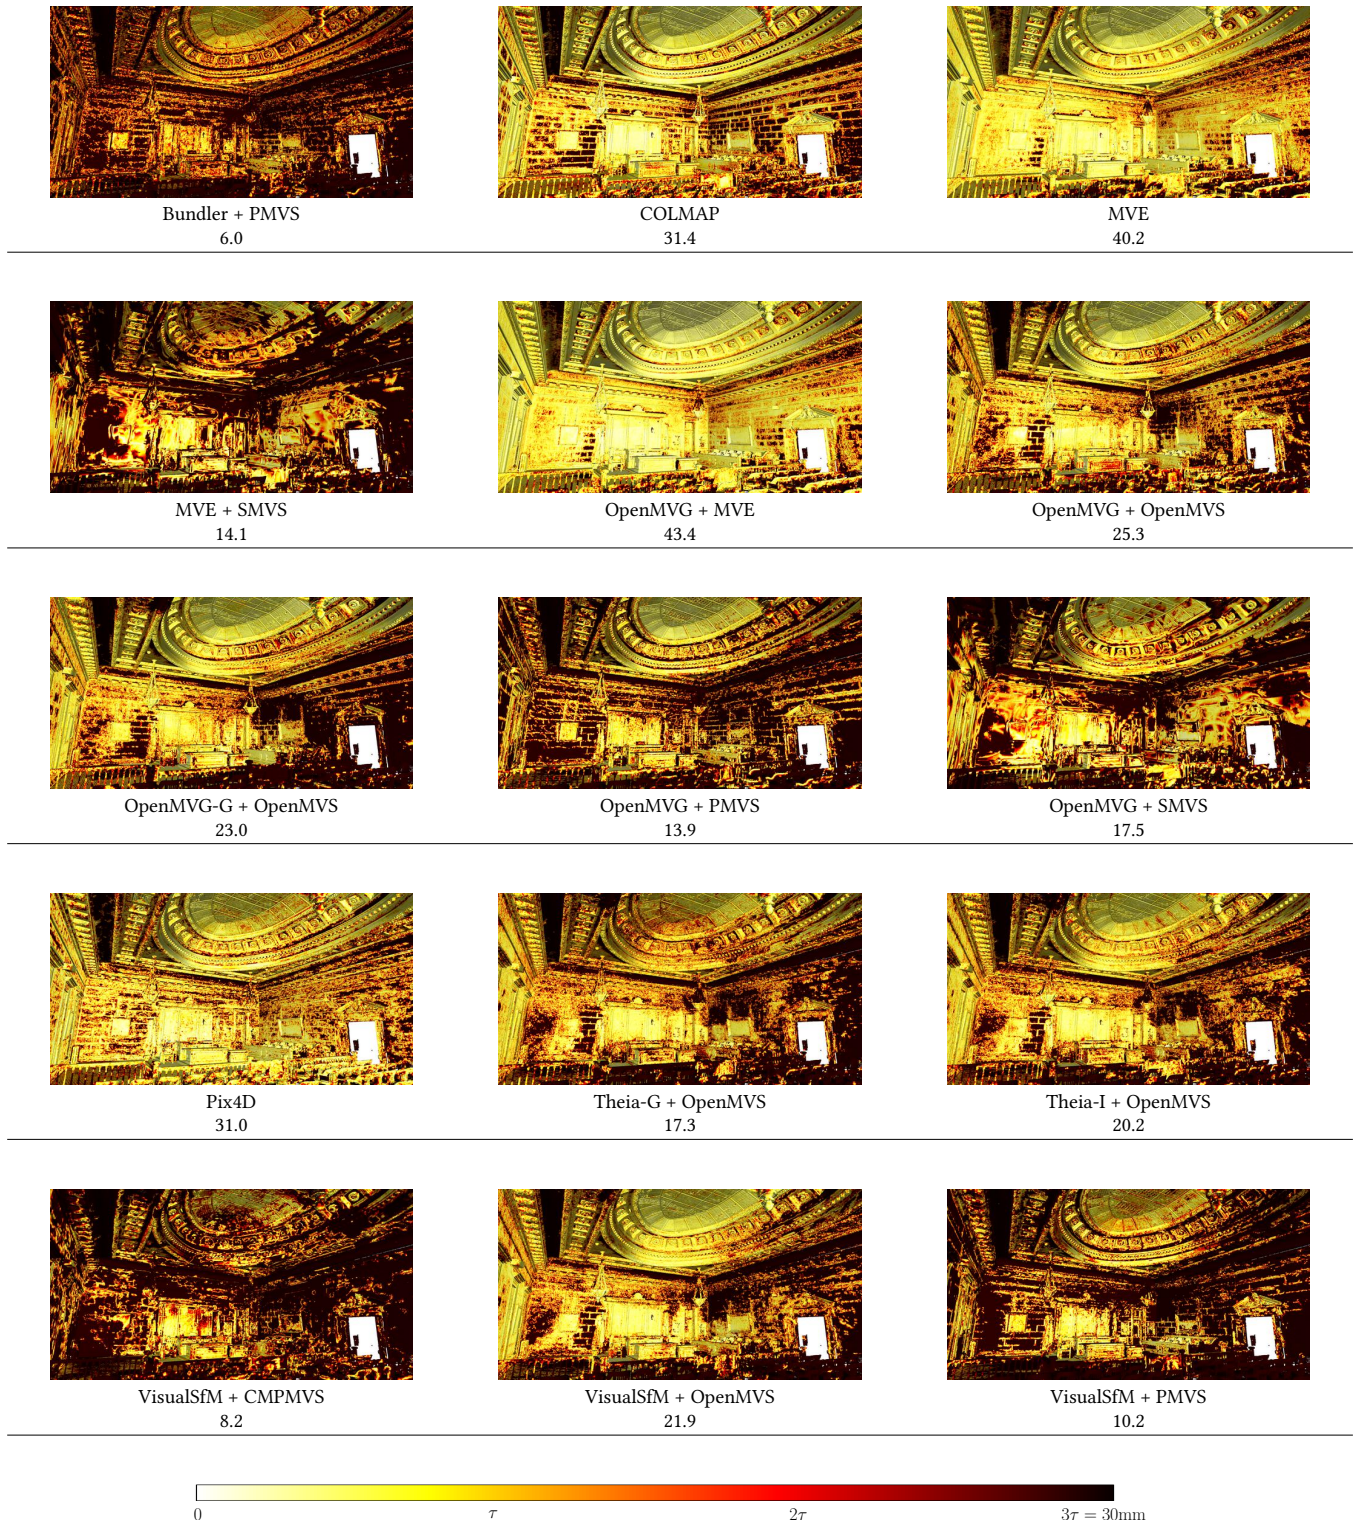 Bundler + PMVS
6.0
COLMAP
31.4
MVE
40.2
MVE + SMVS
14.1
OpenMVG + MVE
43.4
OpenMVG + OpenMVS
25.3
OpenMVG-G + OpenMVS
23.0
OpenMVG + PMVS
13.9
OpenMVG + SMVS
17.5
Pix4D
31.0
Theia-G + OpenMVS
17.3
Theia-I + OpenMVS
20.2
VisualSfM + CMPMVS
8.2
VisualSfM + OpenMVS
21.9
VisualSfM + PMVS
10.2
0 τ 2τ 3τ = 30mm